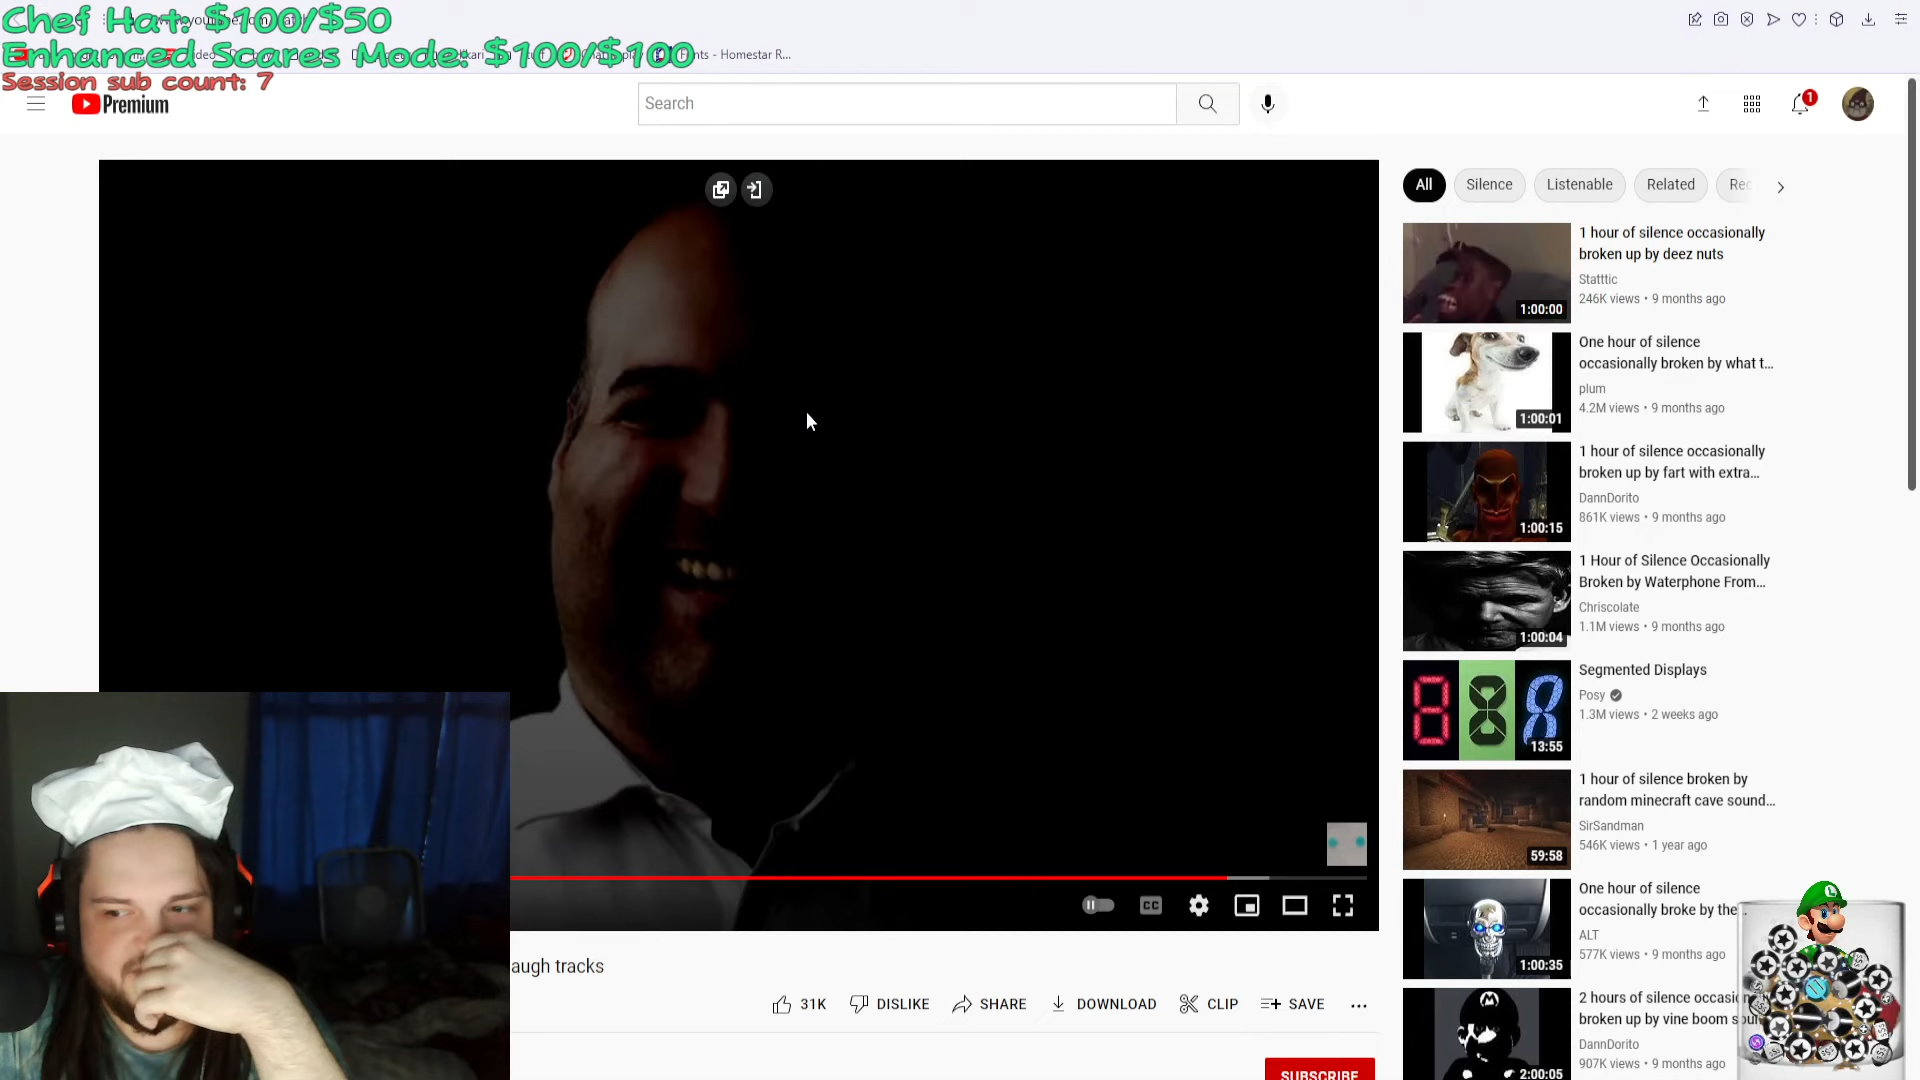 Chef Hat: $100/$50
Enhanced Scares Mode: $100/$100
Fonts - Homestar R...
Session sub count: 7
Premium
Search
1
All
Silence
Listenable
Related
1 hour of silence occasionally
broken up by deez nuts
Statttic
246K views • 9 months ago
1:00:00
One hour of silence
occasionally broken by what t...
plum
4.2M views • 9 months ago
1:00:01
1 hour of silence occasionally
broken up by fart with extra...
DannDorito
861K views • 9 months ago
1:00:15
1 Hour of Silence Occasionally
Broken by Waterphone From...
Chriscolate
1.1M views • 9 months ago
1:00:04
Segmented Displays
Posy
1.3M views • 2 weeks ago
13:55
1 hour of silence broken by
random minecraft cave sound...
SirSandman
546K views • 1 year ago
59:58
One hour of silence
occasionally broke by the...
ALT
577K views • 9 months ago
1:00:35
2 hours of silence occasion
broken up by vine boom sou
DannDorito
907K views • 9 months ago
2:00:05
CC
augh tracks
31K
DISLIKE
SHARE
DOWNLOAD
CLIP
SAVE
SUBSCRIBE